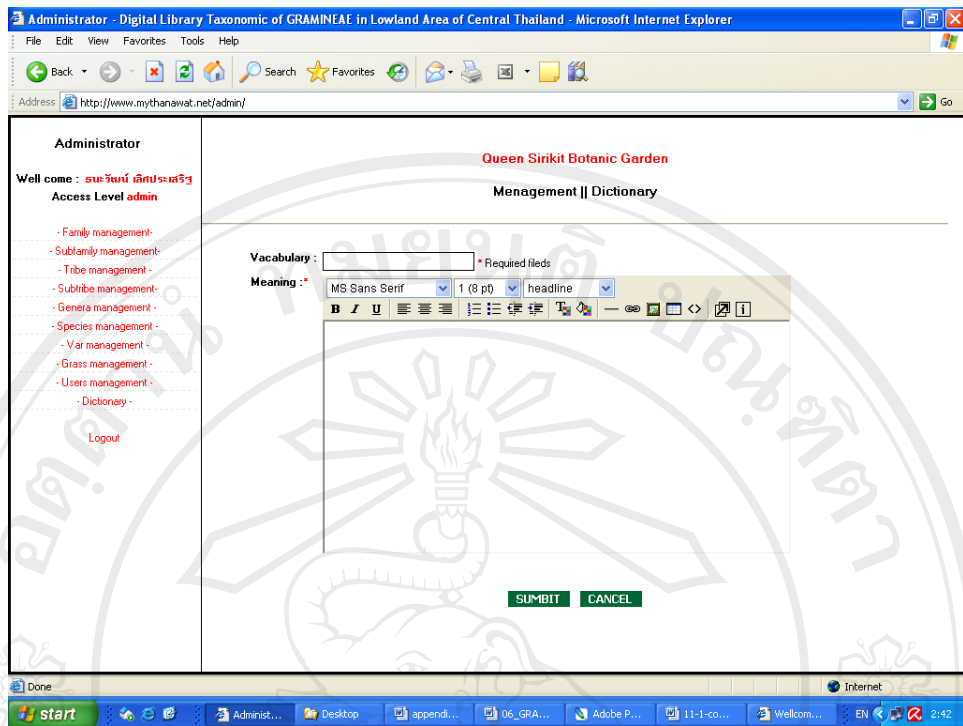 Administrator - Digital Library Taxonomic of GRAMINEAE in Lowland Area of Central Thailand - Microsoft Internet Explorer
File Edit View Favorites Tools Help
Back Search Favorites
Address http://www.mythanawat.net/admin/ Go
Administrator
Well come : ธนะวัฒน์ เลิศประเสริฐ
Access Level admin
- Family management-
- Subfamily management-
- Tribe management -
- Subtribe management-
- Genera management -
- Species management -
- Var management -
- Grass management -
- Users management -
- Dictionary -
Logout
Queen Sirikit Botanic Garden
Menagement || Dictionary
Vacabulary : * Required fileds
Meaning :*
MS Sans Serif 1 (8 pt) headline
B I U
SUMBIT CANCEL
Done Internet
start Administ... Desktop appendi... 06_GRA... Adobe P... 11-1-co... Wellcom... EN 2:42